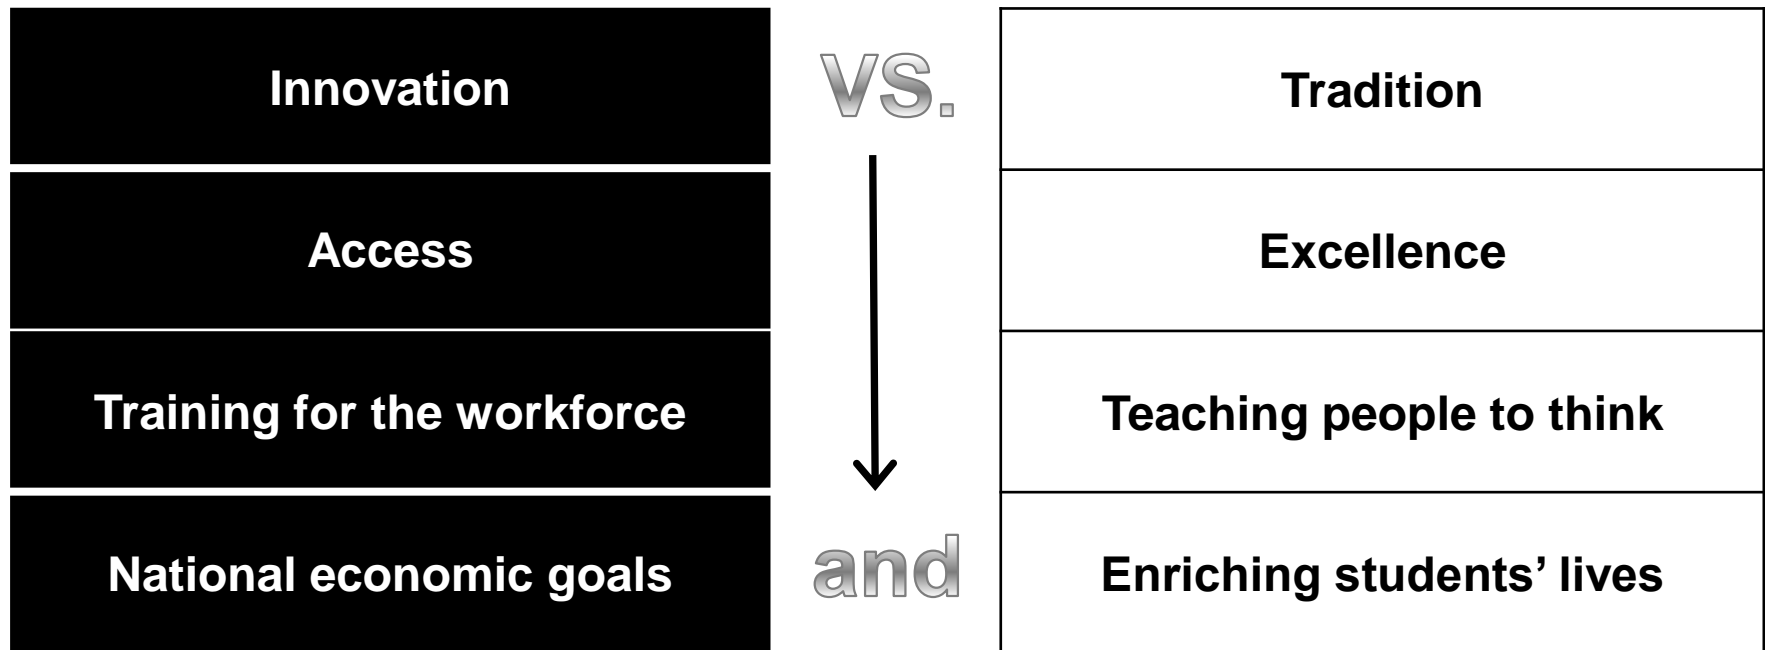 Innovation
VS.
Tradition
Access
Excellence
Training for the workforce
Teaching people to think
National economic goals
and
Enriching students’ lives